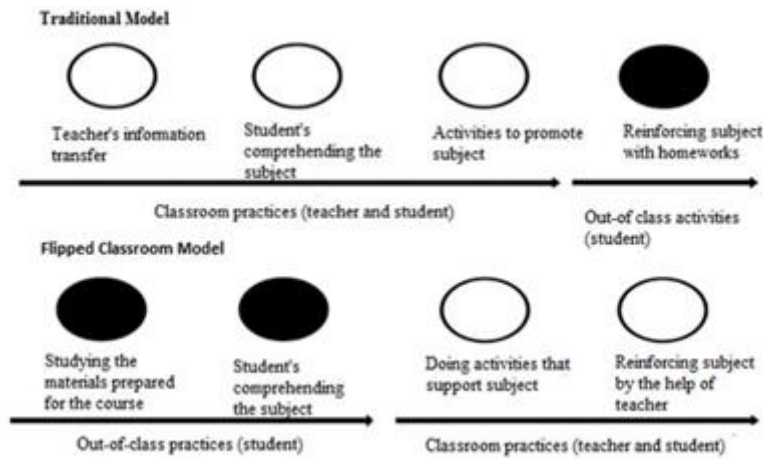 Traditional Model
Teacher's information
transfer
Student's
comprehending the
subject
Activities to promote
subject
Reinforcing subject
with homeworks
Classroom practices (teacher and student)
Out-of class activities
(student)
Flipped Classroom Model
Studying the
materials prepared
for the course
Student's
comprehending
the subject
Doing activities that
support subject
Reinforcing subject
by the help of
teacher
Out-of-class practices (student)
Classroom practices (teacher and student)